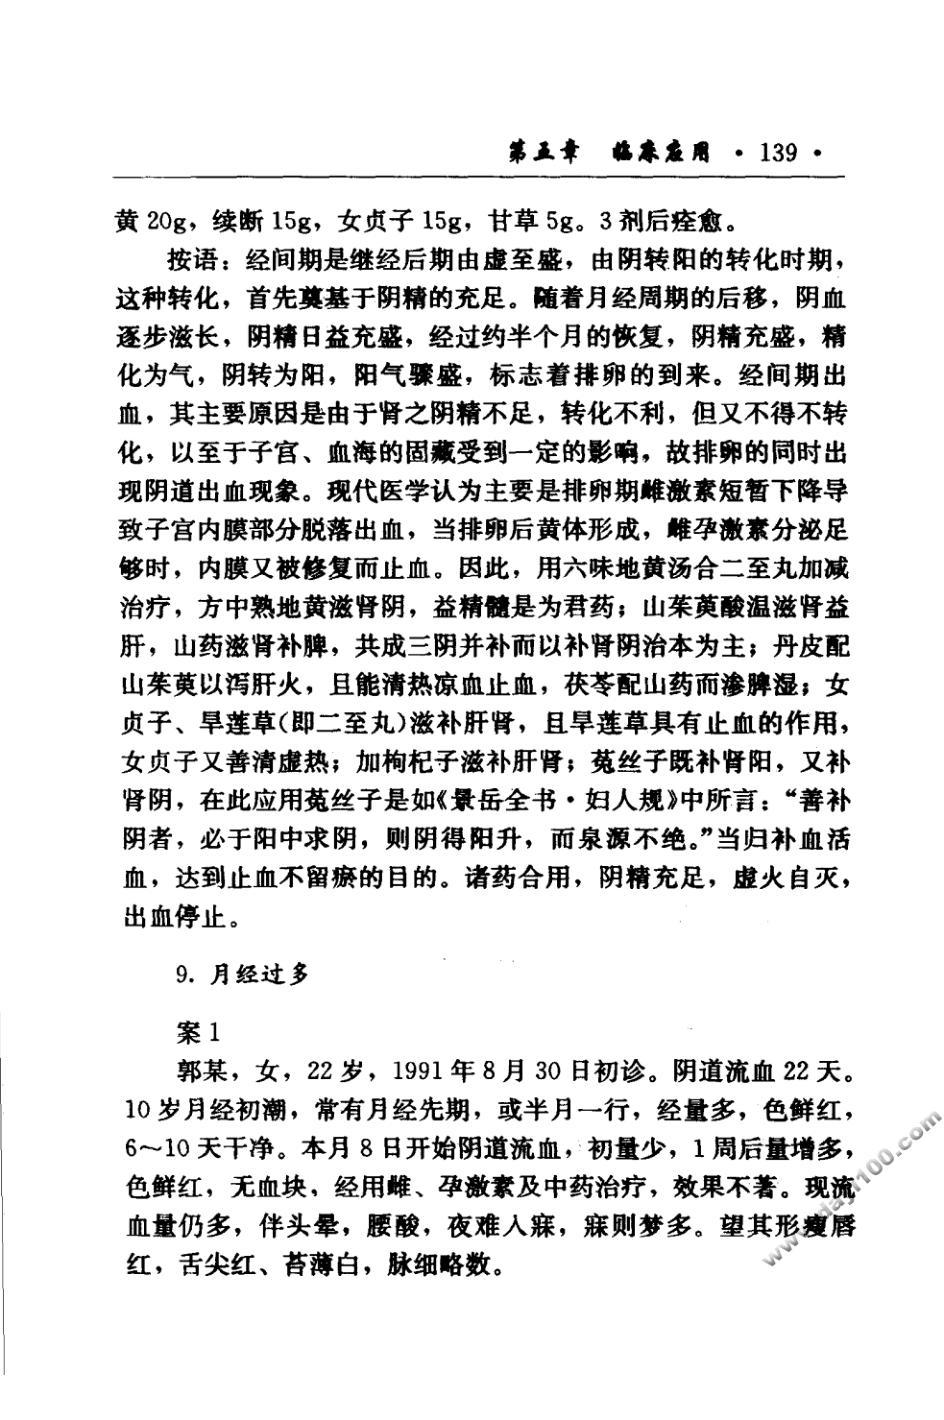 第五章　临床应用 · 139 ·
黄 20g，续断 15g，女贞子 15g，甘草 5g。3 剂后痊愈。
按语：经间期是继经后期由虚至盛，由阴转阳的转化时期，
这种转化，首先奠基于阴精的充足。随着月经周期的后移，阴血
逐步滋长，阴精日益充盛，经过约半个月的恢复，阴精充盛，精
化为气，阴转为阳，阳气骤盛，标志着排卵的到来。经间期出
血，其主要原因是由于肾之阴精不足，转化不利，但又不得不转
化，以至于子宫、血海的固藏受到一定的影响，故排卵的同时出
现阴道出血现象。现代医学认为主要是排卵期雌激素短暂下降导
致子宫内膜部分脱落出血，当排卵后黄体形成，雌孕激素分泌足
够时，内膜又被修复而止血。因此，用六味地黄汤合二至丸加减
治疗，方中熟地黄滋肾阴，益精髓是为君药；山茱萸酸温滋肾益
肝，山药滋肾补脾，共成三阴并补而以补肾阴治本为主；丹皮配
山茱萸以泻肝火，且能清热凉血止血，茯苓配山药而渗脾湿；女
贞子、旱莲草(即二至丸)滋补肝肾，且旱莲草具有止血的作用，
女贞子又善清虚热；加枸杞子滋补肝肾；菟丝子既补肾阳，又补
肾阴，在此应用菟丝子是如《景岳全书·妇人规》中所言：“善补
阴者，必于阳中求阴，则阴得阳升，而泉源不绝。”当归补血活
血，达到止血不留瘀的目的。诸药合用，阴精充足，虚火自灭，
出血停止。
9. 月经过多
案 1
郭某，女，22 岁，1991 年 8 月 30 日初诊。阴道流血 22 天。
10 岁月经初潮，常有月经先期，或半月一行，经量多，色鲜红，
6～10 天干净。本月 8 日开始阴道流血，初量少，1 周后量增多，
色鲜红，无血块，经用雌、孕激素及中药治疗，效果不著。现流
血量仍多，伴头晕，腰酸，夜难入寐，寐则梦多。望其形瘦唇
红，舌尖红、苔薄白，脉细略数。
www.dajt100.com